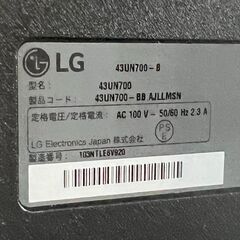 LG 43UN700-B
型名: 43UN700
製品コード: 43UN700-BB.AJLLMSN
定格電圧/定格電流: AC 100 V~ 50/60 Hz 2.3 A
LG Electronics Japan 株式会社
PS
E
製造番号: 103NTLE6V920